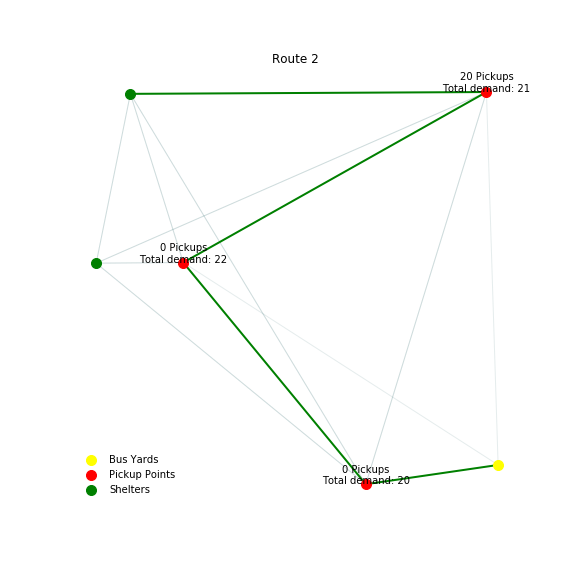 Route 2
20 Pickups
Total demand: 21
0 Pickups
Total demand: 22
0 Pickups
Total demand: 20
Bus Yards
Pickup Points
Shelters